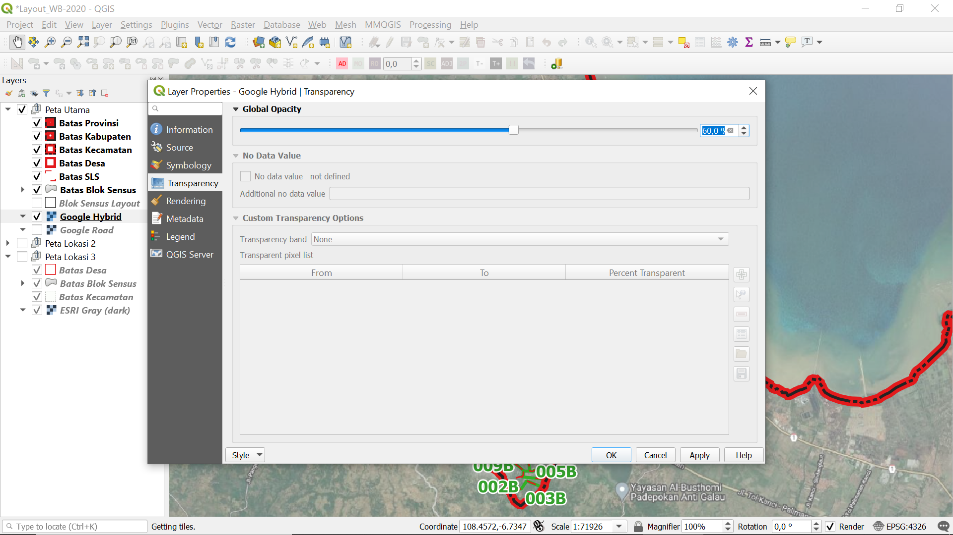 *Layout_WB-2020 - QGIS
Project Edit View Layer Settings Plugins Vector Raster Database Web Mesh MMQGIS Processing Help
0,0
Layers
Peta Utama
Batas Provinsi
Batas Kabupaten
Batas Kecamatan
Batas Desa
Batas SLS
Batas Blok Sensus
Blok Sensus Layout
Google Hybrid
Google Road
Peta Lokasi 2
Peta Lokasi 3
Batas Desa
Batas Blok Sensus
Batas Kecamatan
ESRI Gray (dark)
Layer Properties - Google Hybrid | Transparency
Information
Source
Symbology
Transparency
Rendering
Metadata
Legend
QGIS Server
Global Opacity
60,0 %
No Data Value
No data value not defined
Additional no data value
Custom Transparency Options
Transparency band None
Transparent pixel list
From To Percent Transparent
Style OK Cancel Apply Help
009B 005B
002B 003B
Yayasan Al-Busthomi
Padepokan Anti Galau
Type to locate (Ctrl+K) Getting tiles. Coordinate 108.4572,-6.7347 Scale 1:71926 Magnifier 100% Rotation 0,0 ° Render EPSG:4326